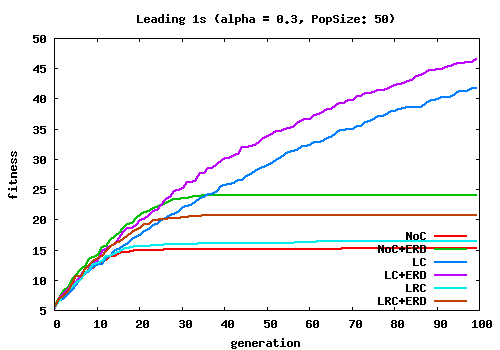 Leading 1s (alpha = 0.3, PopSize: 50)
50
45
40
35
30
25
20
15
10
5
fitness
NoC
NoC+ERD
LC
LC+ERD
LRC
LRC+ERD
0 10 20 30 40 50 60 70 80 90 100
generation